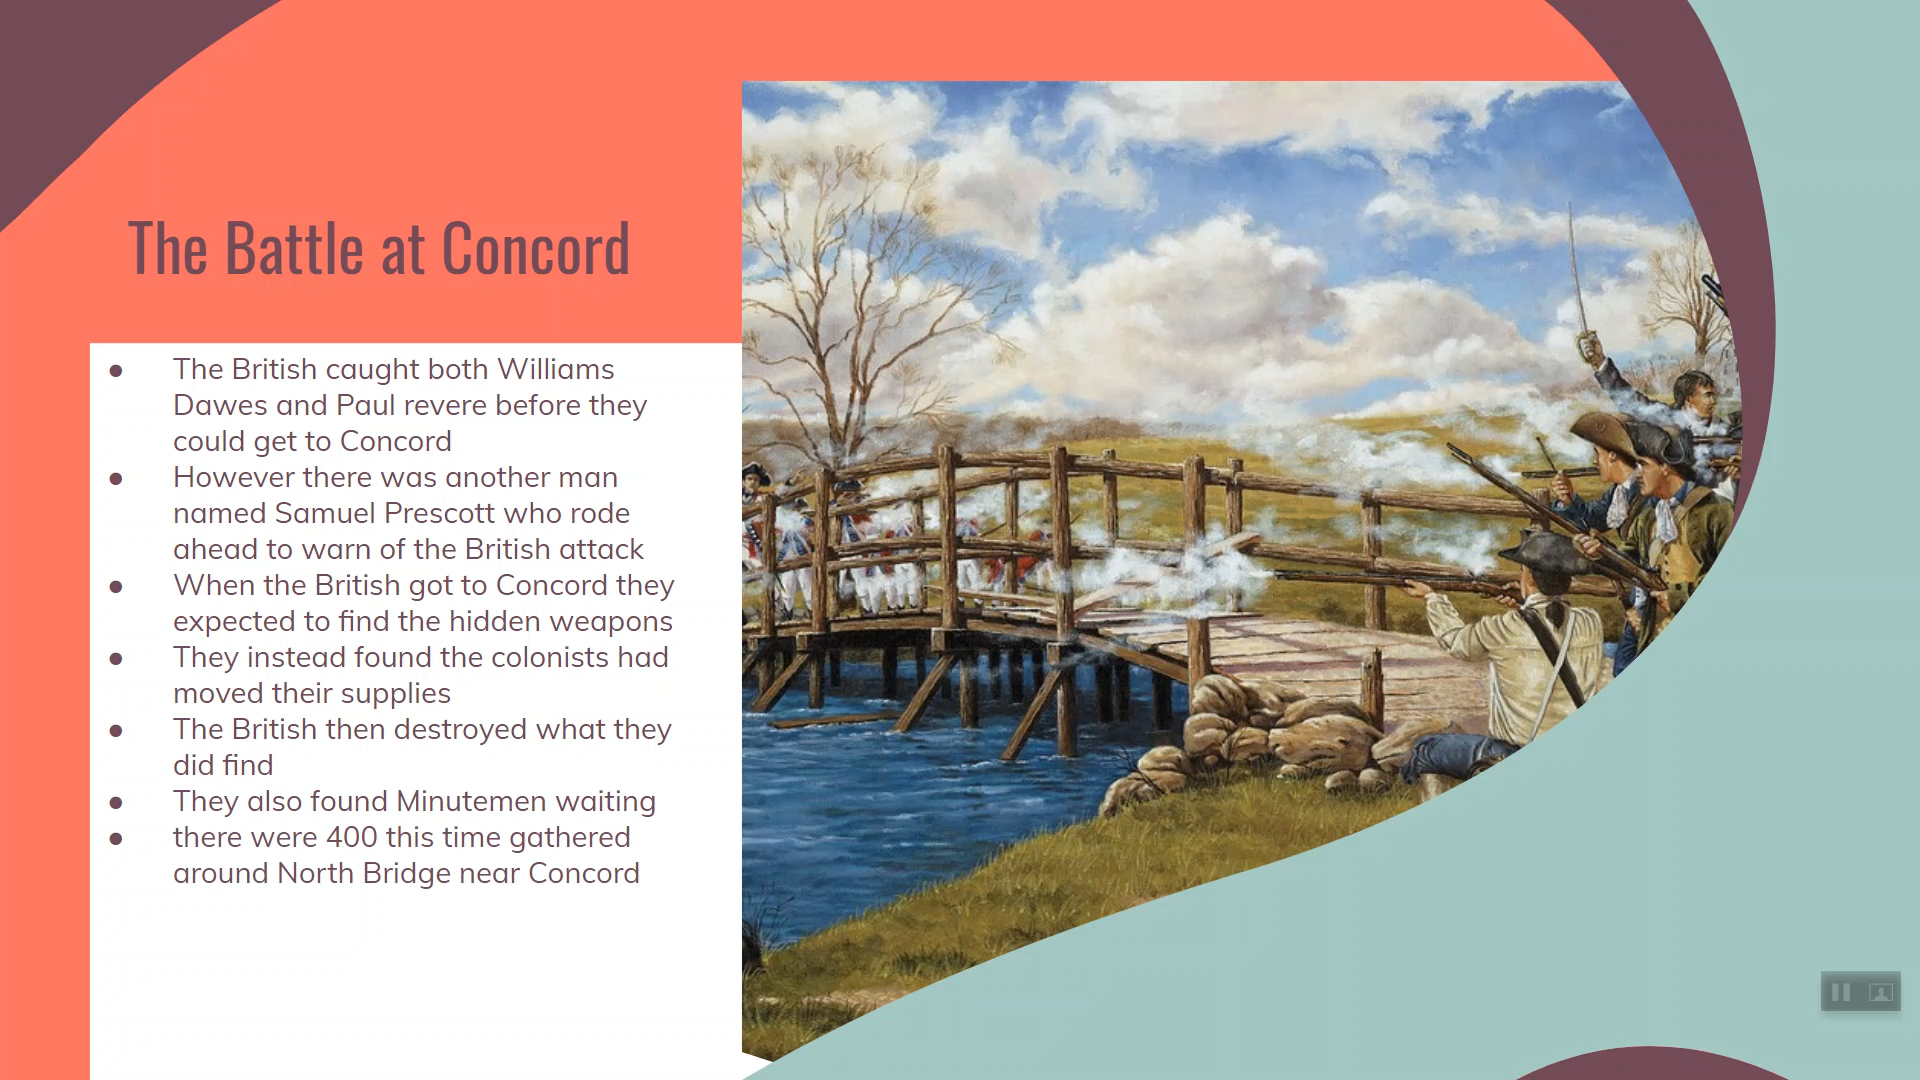 The Battle at Concord
● The British caught both Williams
Dawes and Paul revere before they
could get to Concord
● However there was another man
named Samuel Prescott who rode
ahead to warn of the British attack
● When the British got to Concord they
expected to find the hidden weapons
● They instead found the colonists had
moved their supplies
● The British then destroyed what they
did find
● They also found Minutemen waiting
● there were 400 this time gathered
around North Bridge near Concord